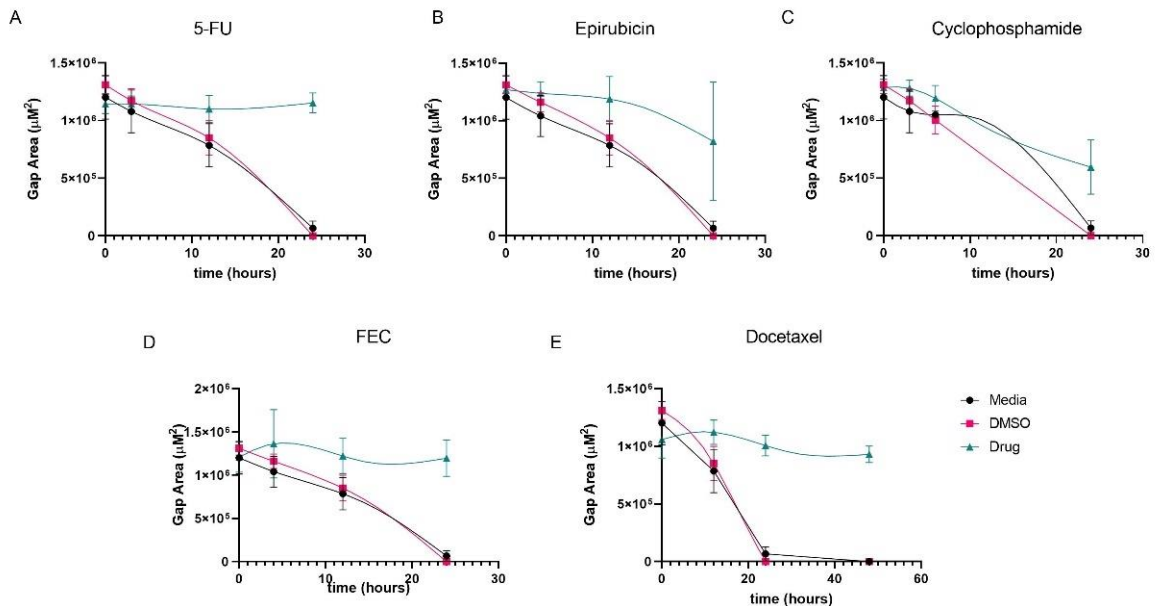 A
5-FU
1.5×10⁶
1×10⁶
5×10⁵
0
Gap Area (μM²)
0 10 20 30
time (hours)
B
Epirubicin
1.5×10⁶
1×10⁶
5×10⁵
0
Gap Area (μM²)
0 10 20 30
time (hours)
C
Cyclophosphamide
1.5×10⁶
1×10⁶
5×10⁵
0
Gap Area (μM²)
0 10 20 30
time (hours)
D
FEC
2×10⁶
1.5×10⁶
1×10⁶
5×10⁵
0
Gap Area (μM²)
0 10 20 30
time (hours)
E
Docetaxel
1.5×10⁶
1×10⁶
5×10⁵
0
Gap Area (μM²)
0 20 40 60
time (hours)
Media
DMSO
Drug